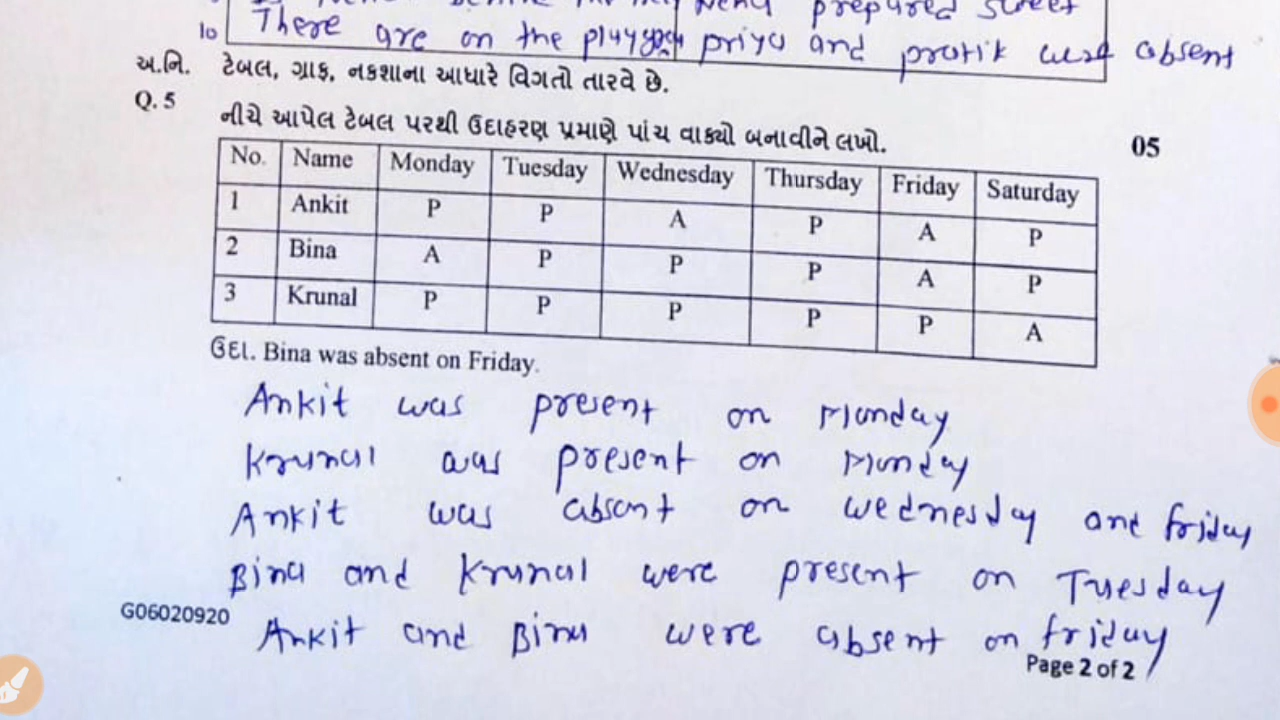 prepared sweet
10 There are on the playground priya and pratik were absent
અ.નિ. ટેબલ, ગ્રાફ, નકશાના આધારે વિગતો તારવે છે.
Q. 5 નીચે આપેલ ટેબલ પરથી ઉદાહરણ પ્રમાણે પાંચ વાક્યો બનાવીને લખો. 05
No. Name Monday Tuesday Wednesday Thursday Friday Saturday
1 Ankit P P A P A P
2 Bina A P P P A P
3 Krunal P P P P P A
ઉદા. Bina was absent on Friday.
Ankit was present on Monday
Krunal was present on Monday
Ankit was absent on wednesday and friday
Bina and Krunal were present on Tuesday
G06020920
Ankit and Bina were absent on friday
Page 2 of 2